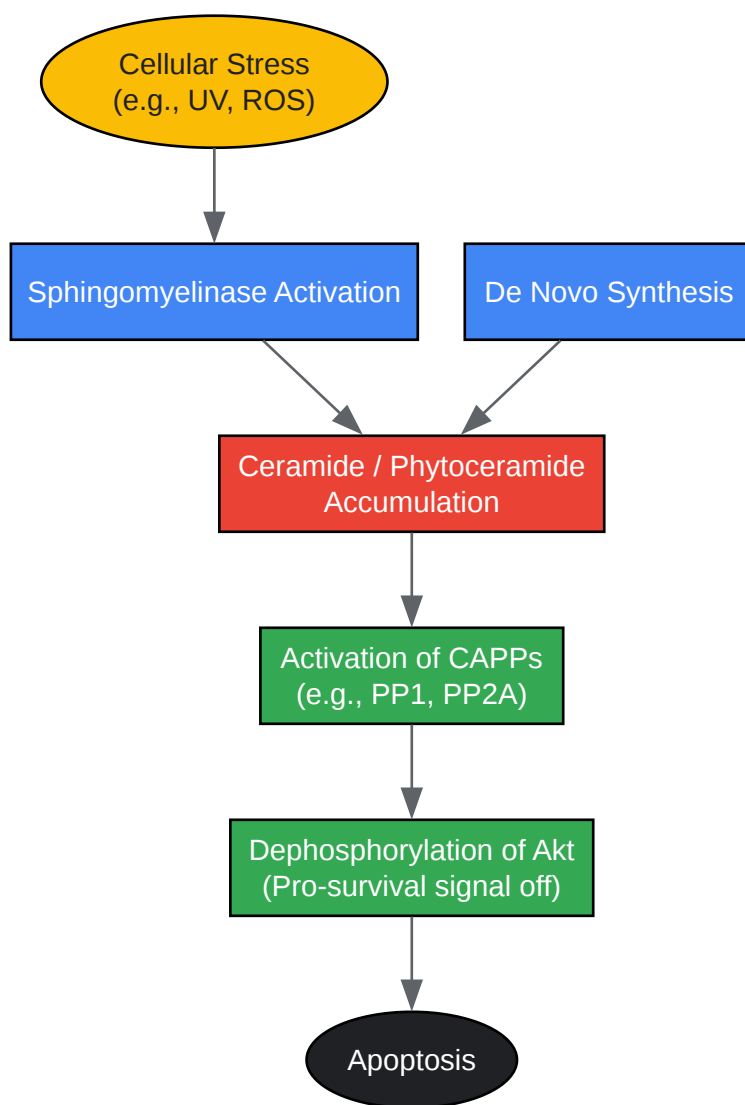 Cellular Stress
(e.g., UV, ROS)
Sphingomyelinase Activation
De Novo Synthesis
Ceramide / Phytoceramide
Accumulation
Activation of CAPPs
(e.g., PP1, PP2A)
Dephosphorylation of Akt
(Pro-survival signal off)
Apoptosis